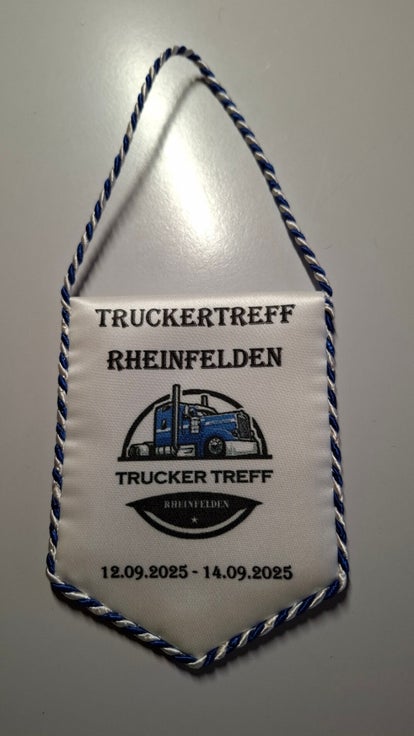 TRUCKERTREFF
RHEINFELDEN
TRUCKER TREFF
RHEINFELDEN
12.09.2025 - 14.09.2025